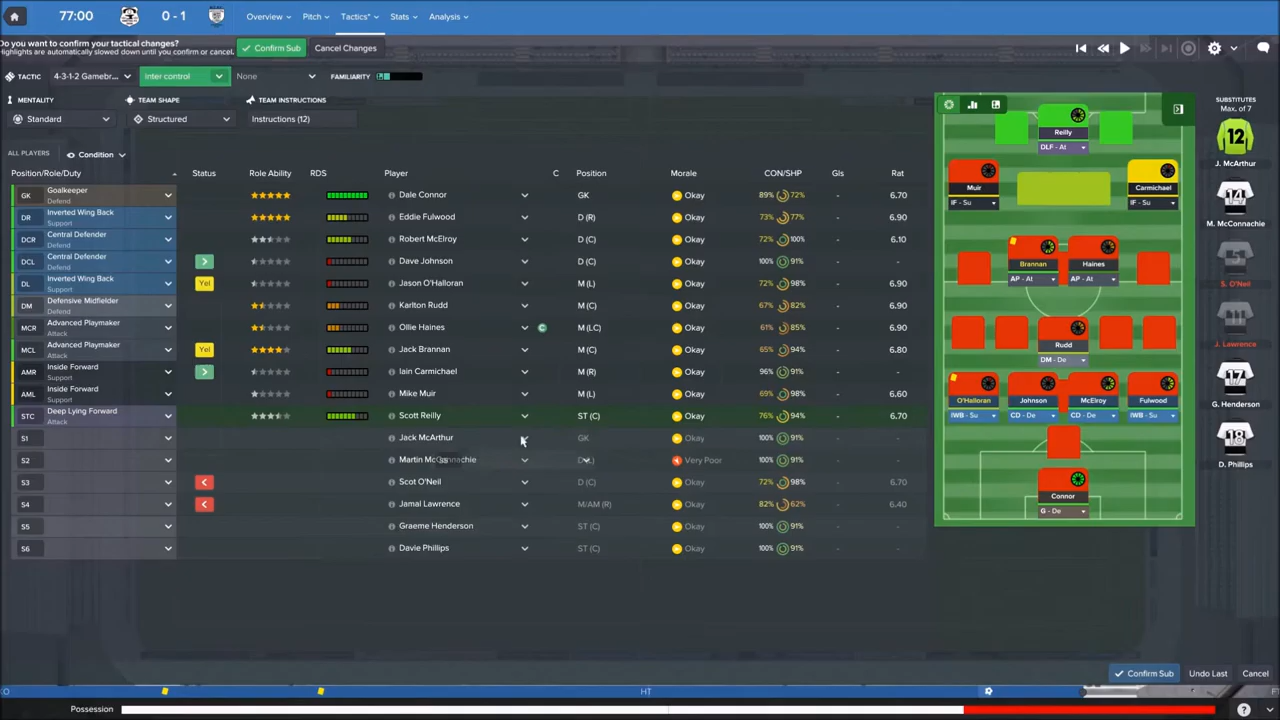 77:00 0 - 1 Overview Pitch Tactics* Stats Analysis
Do you want to confirm your tactical changes?
Highlights are automatically slowed down until you confirm or cancel.
Confirm Sub Cancel Changes
TACTIC 4-3-1-2 Gamebr... inter control None FAMILIARITY
MENTALITY TEAM SHAPE TEAM INSTRUCTIONS
Standard Structured Instructions (12)
ALL PLAYERS Condition
Position/Role/Duty Status Role Ability RDS Player C Position Morale CON/SHP Gls Rat
GK Goalkeeper Defend Dale Connor GK Okay 89% 72% - 6.70
DR Inverted Wing Back Support Eddie Fulwood D (R) Okay 73% 77% - 6.90
DCR Central Defender Defend Robert McElroy D (C) Okay 72% 100% - 6.10
DCL Central Defender Defend Dave Johnson D (C) Okay 100% 91% - -
DL Inverted Wing Back Support Yel Jason O'Halloran M (L) Okay 72% 98% - 6.90
DM Defensive Midfielder Defend Karlton Rudd M (C) Okay 67% 82% - 6.90
MCR Advanced Playmaker Attack Ollie Haines C M (LC) Okay 61% 85% - 6.90
MCL Advanced Playmaker Attack Yel Jack Brannan M (C) Okay 65% 94% - 6.80
AMR Inside Forward Support Iain Carmichael M (R) Okay 96% 91% - -
AML Inside Forward Support Mike Muir M (L) Okay 69% 98% - 6.60
STC Deep Lying Forward Attack Scott Reilly ST (C) Okay 76% 94% - 6.70
S1 Jack McArthur GK Okay 100% 91% - -
S2 Martin McConnachie Very Poor 100% 91% - -
S3 Scot O'Neil D (C) Okay 72% 98% - 6.70
S4 Jamal Lawrence M/AM (R) Okay 82% 62% - 6.40
S5 Graeme Henderson ST (C) Okay 100% 91% - -
S6 Davie Phillips ST (C) Okay 100% 91% - -
Reilly
DLF - At
Muir Carmichael
IF - Su IF - Su
Brannan Haines
AP - At AP - At
Rudd
DM - De
O'Halloran Johnson McElroy Fulwood
IWB - Su CD - De CD - De IWB - Su
Connor
G - De
SUBSTITUTES
Max. of 7
12
J. McArthur
14
M. McConnachie
S. O'Neil
J. Lawrence
17
G. Henderson
18
D. Phillips
Confirm Sub Undo Last Cancel
HT
Possession